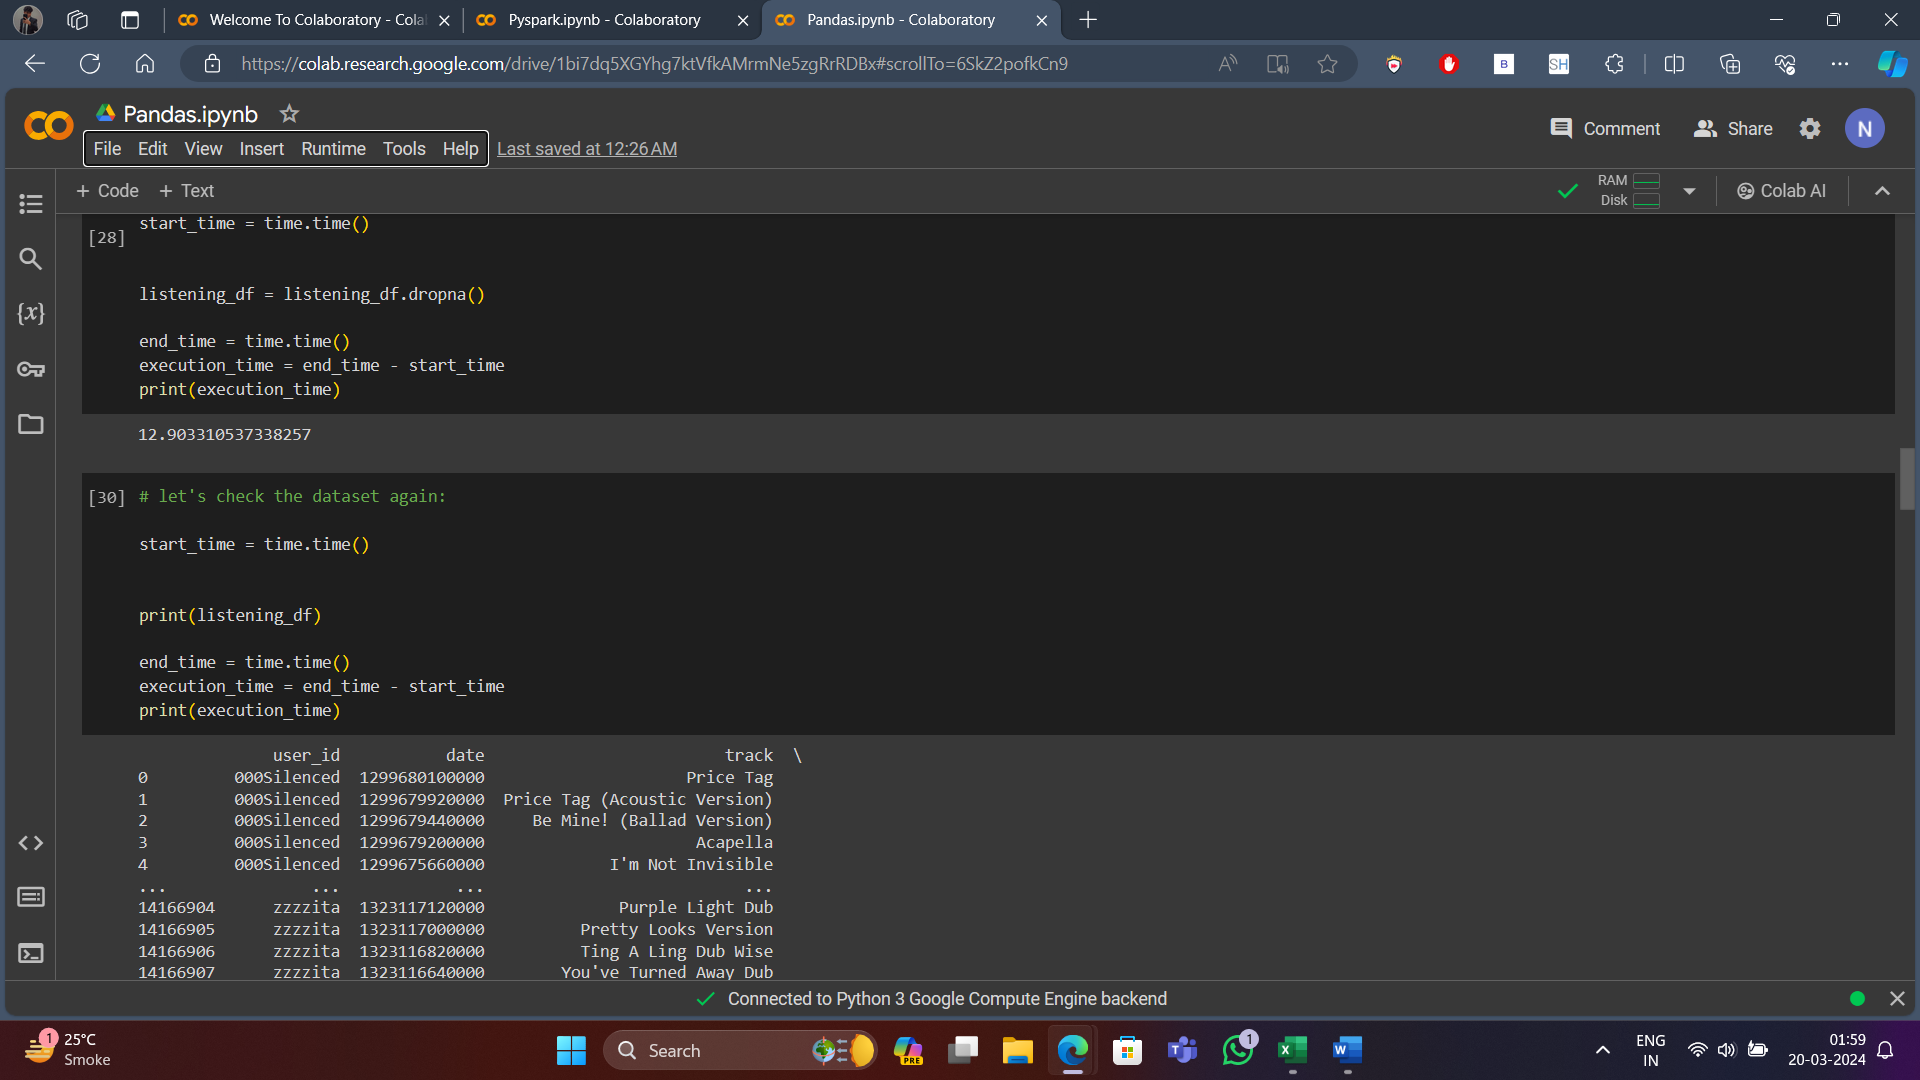 Welcome To Colaboratory - Cola
Pyspark.ipynb - Colaboratory
Pandas.ipynb - Colaboratory
https://colab.research.google.com/drive/1bi7dq5XGYhg7ktVfkAMrmNe5zgRrRDBx#scrollTo=6SkZ2pofkCn9
B
SH
Pandas.ipynb
Comment
Share
N
File Edit View Insert Runtime Tools Help Last saved at 12:26 AM
+ Code + Text
RAM
Disk
Colab AI
{x}
[28]
start_time = time.time()
listening_df = listening_df.dropna()
end_time = time.time()
execution_time = end_time - start_time
print(execution_time)
12.903310537338257
[30] # let's check the dataset again:
start_time = time.time()
print(listening_df)
end_time = time.time()
execution_time = end_time - start_time
print(execution_time)
user_id date track \
0 000Silenced 1299680100000 Price Tag
1 000Silenced 1299679920000 Price Tag (Acoustic Version)
2 000Silenced 1299679440000 Be Mine! (Ballad Version)
3 000Silenced 1299679200000 Acapella
4 000Silenced 1299675660000 I'm Not Invisible
... ... ... ...
14166904 zzzzita 1323117120000 Purple Light Dub
14166905 zzzzita 1323117000000 Pretty Looks Version
14166906 zzzzita 1323116820000 Ting A Ling Dub Wise
14166907 zzzzita 1323116640000 You've Turned Away Dub
Connected to Python 3 Google Compute Engine backend
1
25°C
Smoke
Search
PRE
1
ENG
IN
01:59
20-03-2024